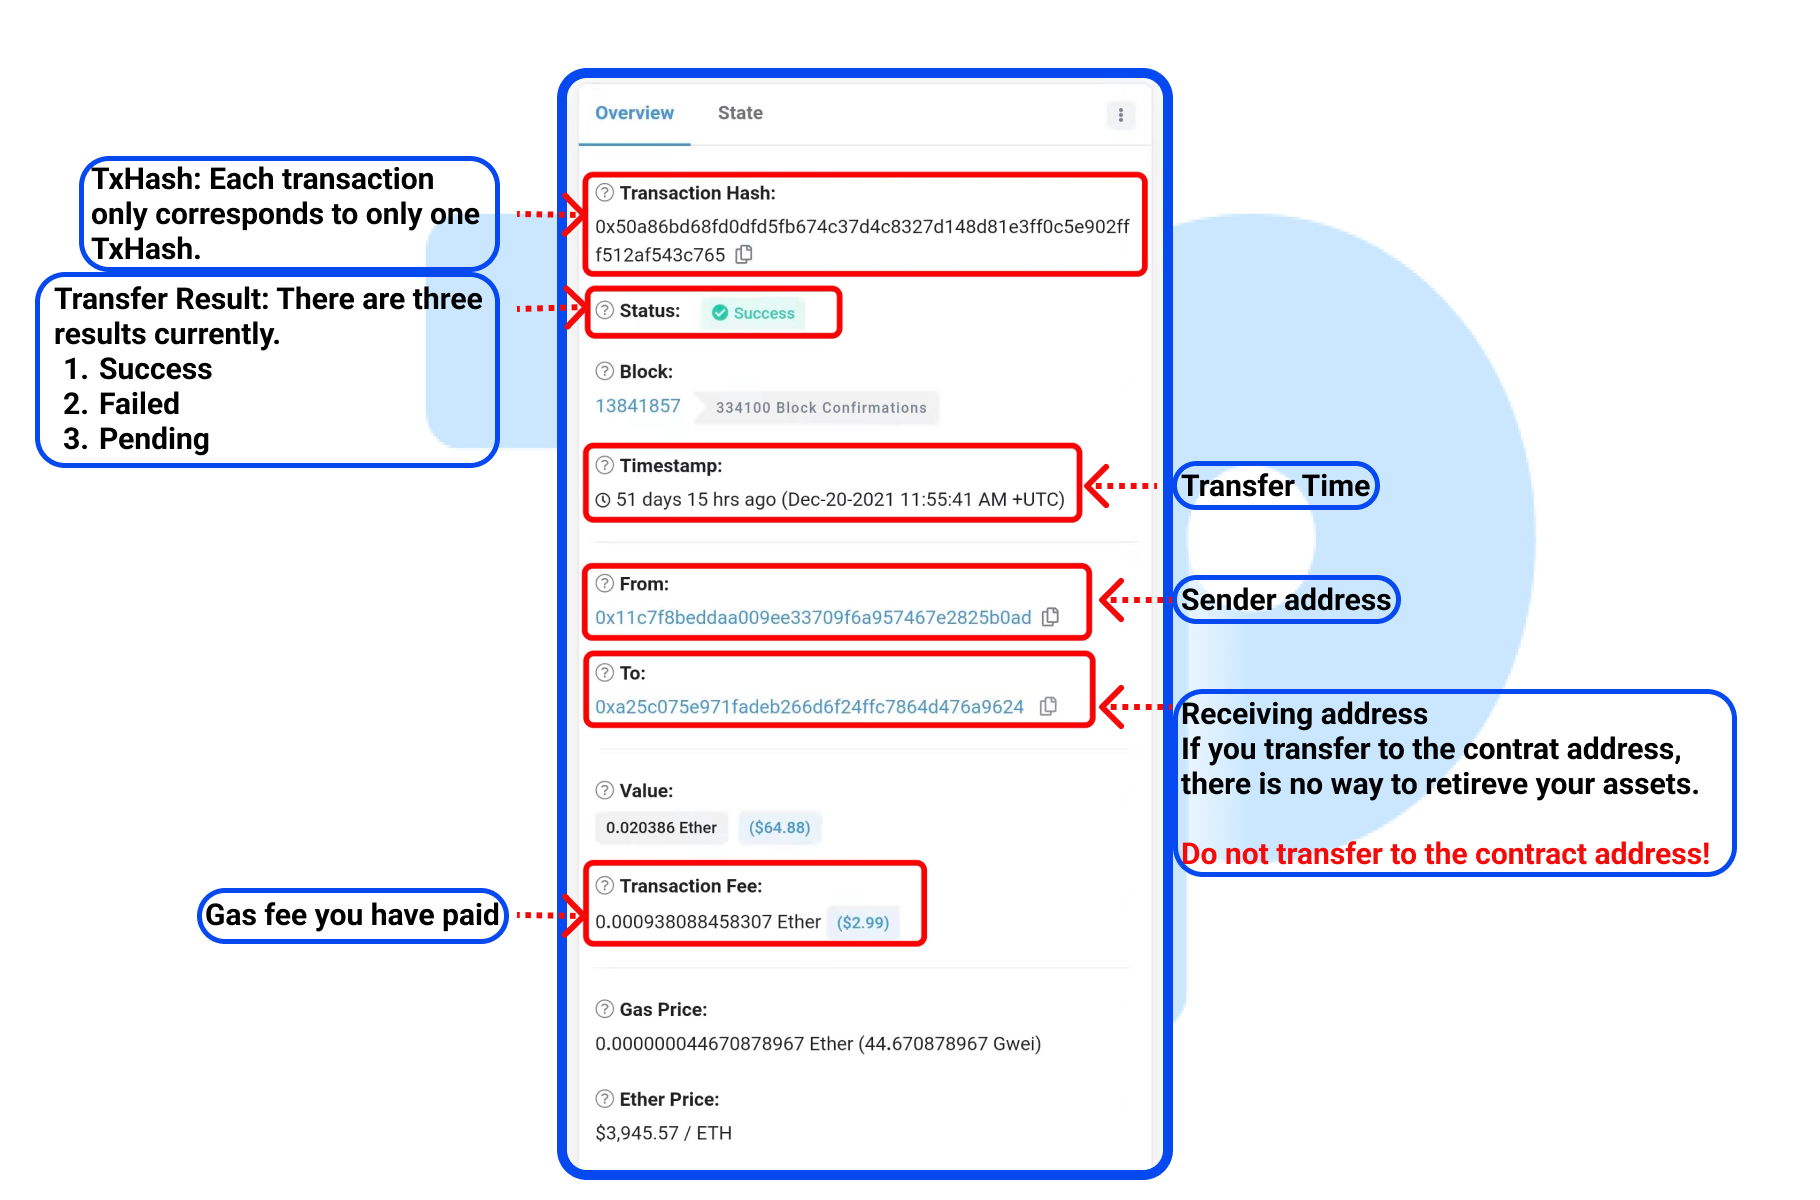 Overview State
TxHash: Each transaction
only corresponds to only one
TxHash.
Transfer Result: There are three
results currently.
1. Success
2. Failed
3. Pending
Transaction Hash:
0x50a86bd68fd0dfd5fb674c37d4c8327d148d81e3ff0c5e902ff
f512af543c765
Status: Success
Block:
13841857 334100 Block Confirmations
Timestamp:
51 days 15 hrs ago (Dec-20-2021 11:55:41 AM +UTC)
Transfer Time
From:
0x11c7f8beddaa009ee33709f6a957467e2825b0ad
Sender address
To:
0xa25c075e971fadeb266d6f24ffc7864d476a9624
Receiving address
If you transfer to the contrat address,
there is no way to retireve your assets.
Do not transfer to the contract address!
Value:
0.020386 Ether ($64.88)
Gas fee you have paid
Transaction Fee:
0.000938088458307 Ether ($2.99)
Gas Price:
0.000000044670878967 Ether (44.670878967 Gwei)
Ether Price:
$3,945.57 / ETH